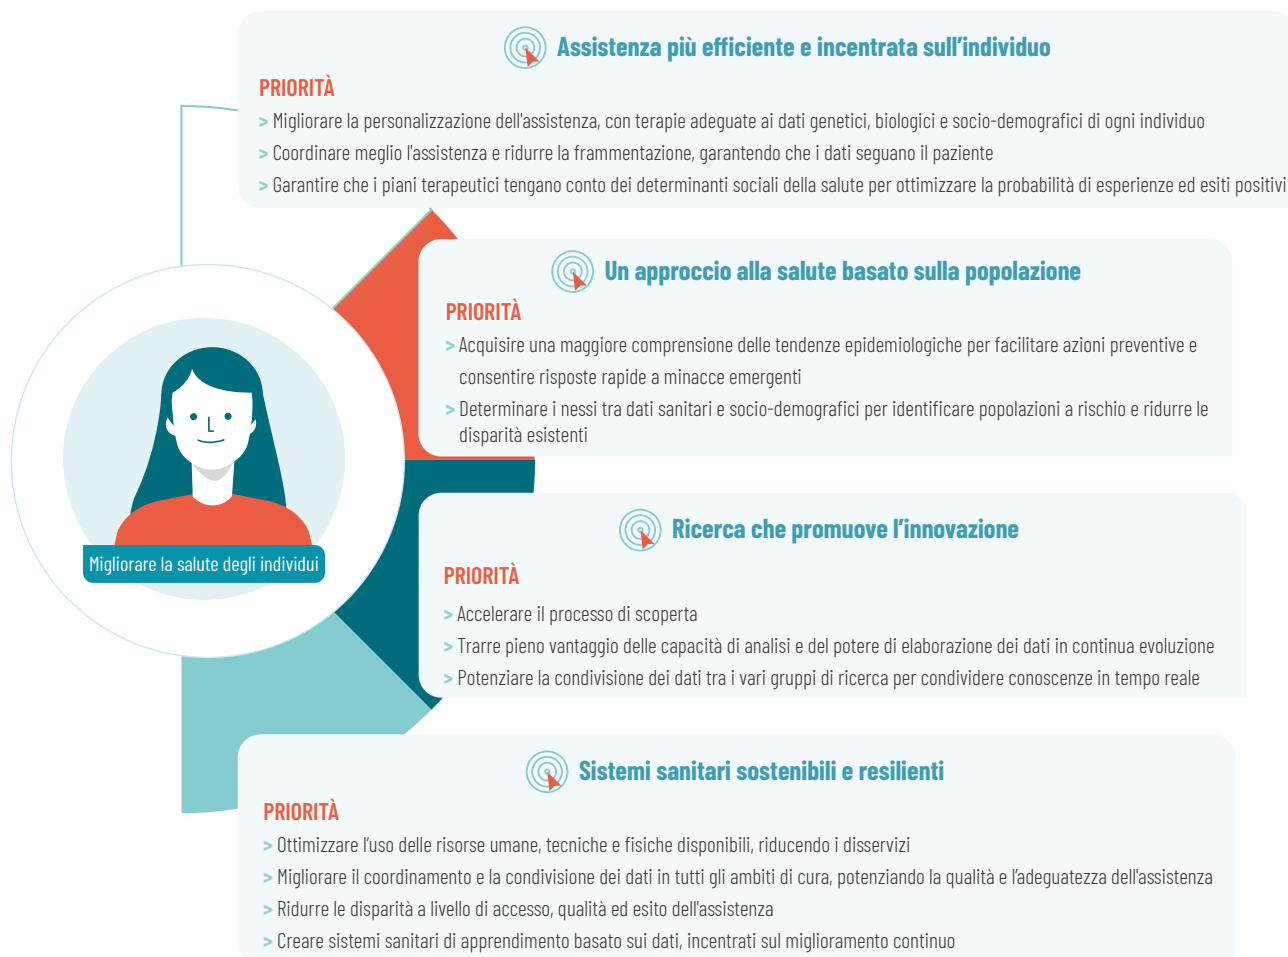 Assistenza più efficiente e incentrata sull'individuo
PRIORITÀ
> Migliorare la personalizzazione dell'assistenza, con terapie adeguate ai dati genetici, biologici e socio-demografici di ogni individuo
> Coordinare meglio l'assistenza e ridurre la frammentazione, garantendo che i dati seguano il paziente
> Garantire che i piani terapeutici tengano conto dei determinanti sociali della salute per ottimizzare la probabilità di esperienze ed esiti positivi
Un approccio alla salute basato sulla popolazione
PRIORITÀ
> Acquisire una maggiore comprensione delle tendenze epidemiologiche per facilitare azioni preventive e
consentire risposte rapide a minacce emergenti
> Determinare i nessi tra dati sanitari e socio-demografici per identificare popolazioni a rischio e ridurre le
disparità esistenti
Migliorare la salute degli individui
Ricerca che promuove l'innovazione
PRIORITÀ
> Accelerare il processo di scoperta
> Trarre pieno vantaggio delle capacità di analisi e del potere di elaborazione dei dati in continua evoluzione
> Potenziare la condivisione dei dati tra i vari gruppi di ricerca per condividere conoscenze in tempo reale
Sistemi sanitari sostenibili e resilienti
PRIORITÀ
> Ottimizzare l'uso delle risorse umane, tecniche e fisiche disponibili, riducendo i disservizi
> Migliorare il coordinamento e la condivisione dei dati in tutti gli ambiti di cura, potenziando la qualità e l'adeguatezza dell'assistenza
> Ridurre le disparità a livello di accesso, qualità ed esito dell'assistenza
> Creare sistemi sanitari di apprendimento basato sui dati, incentrati sul miglioramento continuo